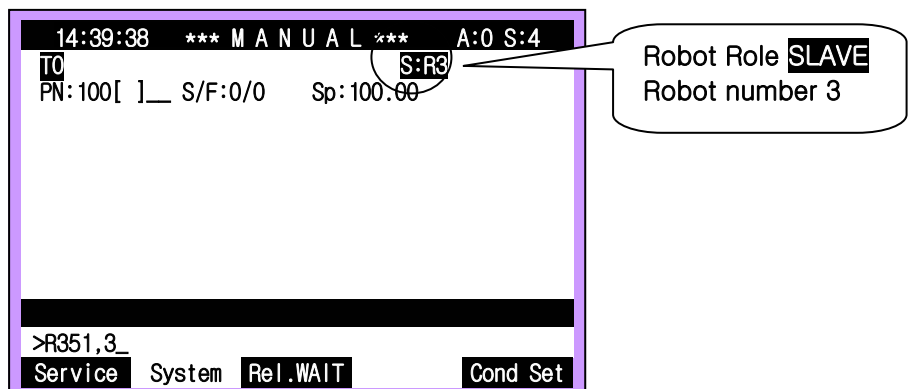 14:39:38 *** M A N U A L *** A:0 S:4
T0 S:R3
PN:100[ ]__ S/F:0/0 Sp:100.00
>R351,3_
Service System Rel.WAIT Cond Set
Robot Role SLAVE
Robot number 3